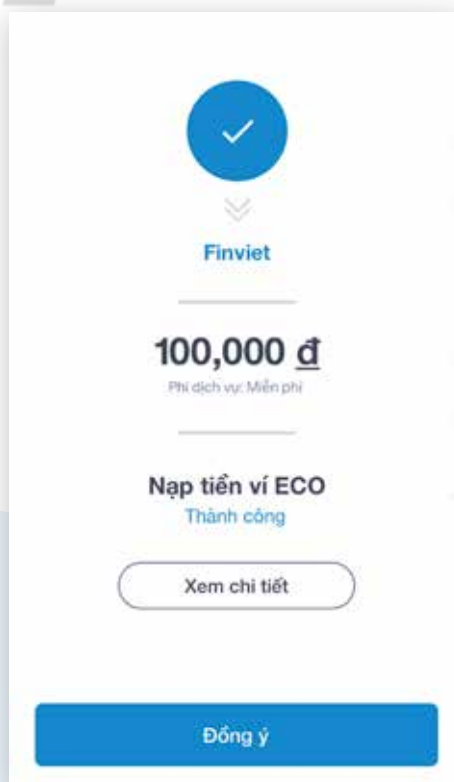 Finviet
100,000 đ
Phí dịch vụ: Miễn phí
Nạp tiền ví ECO
Thành công
Xem chi tiết
Đồng ý